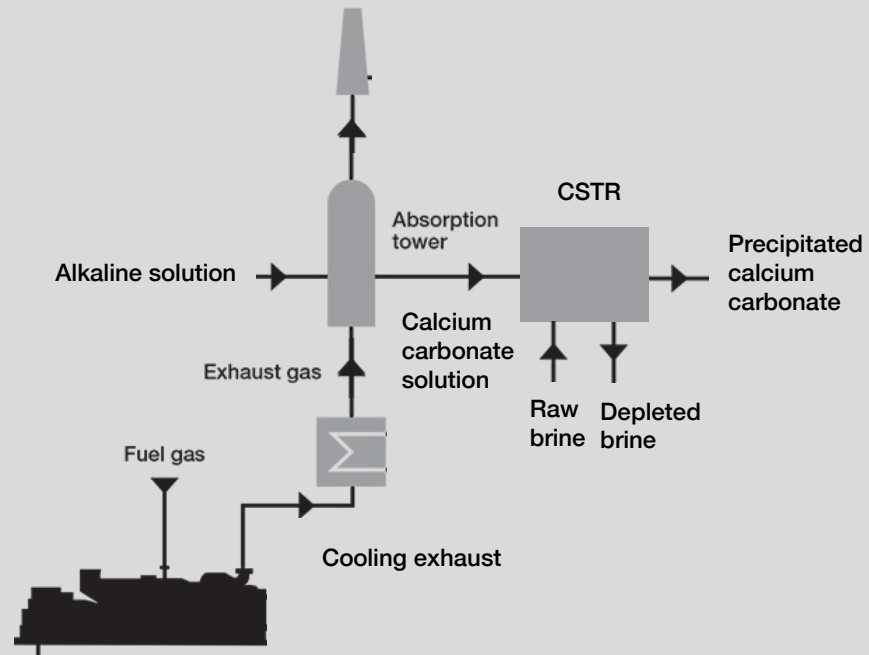 CSTR
Absorption
tower
Precipitated
calcium
carbonate
Alkaline solution
Calcium
carbonate
solution
Exhaust gas
Raw
brine
Depleted
brine
Fuel gas
Cooling exhaust